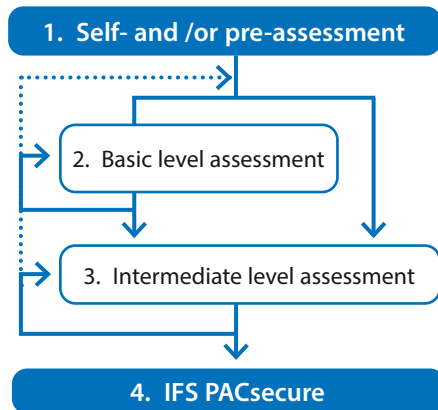 1. Self- and /or pre-assessment
2. Basic level assessment
3. Intermediate level assessment
4. IFS PACsecure